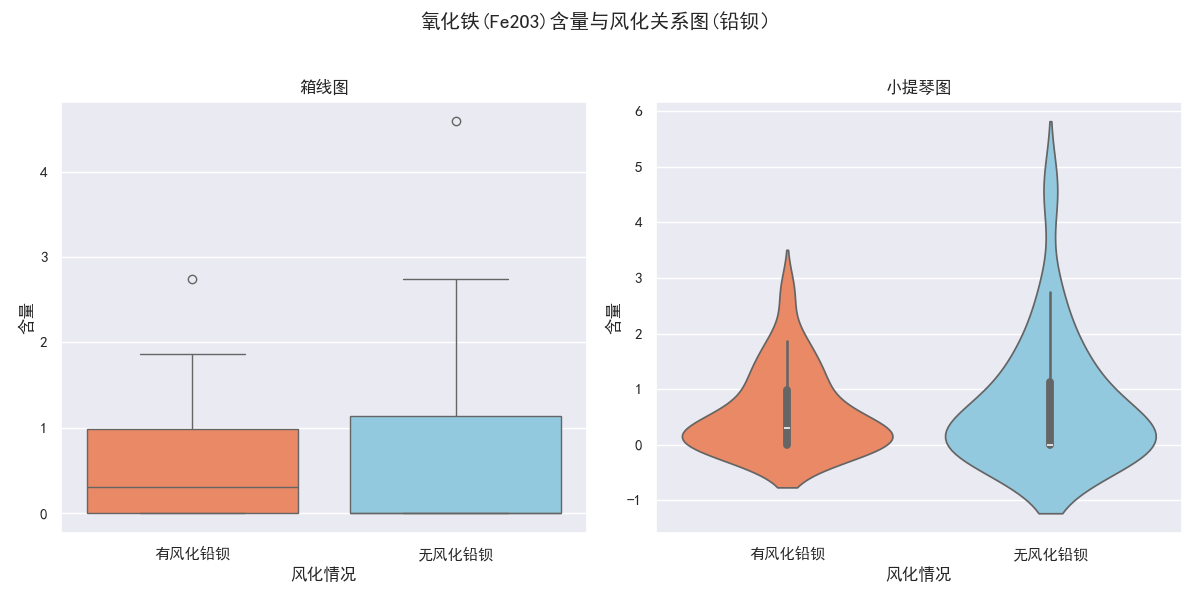 氧化铁(Fe2O3)含量与风化关系图(铅钡）
箱线图
含量
4
3
2
1
0
有风化铅钡
无风化铅钡
风化情况
小提琴图
含量
6
5
4
3
2
1
0
−1
有风化铅钡
无风化铅钡
风化情况